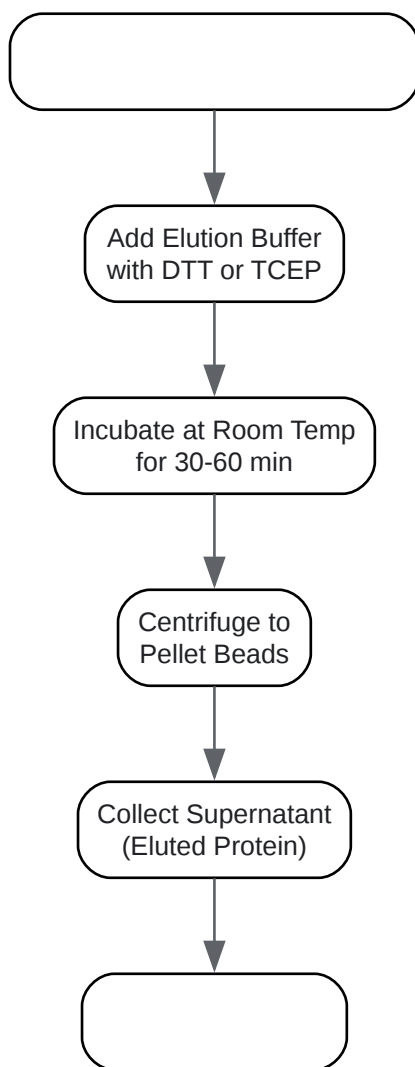 Add Elution Buffer
with DTT or TCEP
Incubate at Room Temp
for 30-60 min
Centrifuge to
Pellet Beads
Collect Supernatant
(Eluted Protein)